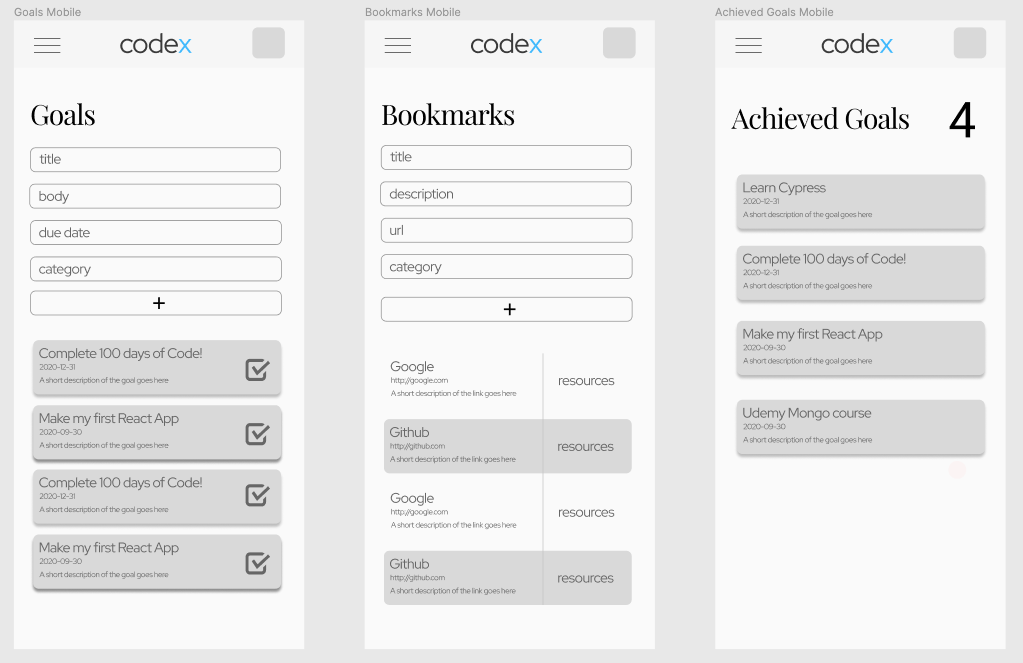 Goals Mobile
codex
Goals
title
body
due date
category
+
Complete 100 days of Code!
2020-12-31
A short description of the goal goes here
Make my first React App
2020-09-30
A short description of the goal goes here
Complete 100 days of Code!
2020-12-31
A short description of the goal goes here
Make my first React App
2020-09-30
A short description of the goal goes here
Bookmarks Mobile
codex
Bookmarks
title
description
url
category
+
Google
http://google.com
A short description of the link goes here
resources
Github
http://github.com
A short description of the link goes here
resources
Google
http://google.com
A short description of the link goes here
resources
Github
http://github.com
A short description of the link goes here
resources
Achieved Goals Mobile
codex
Achieved Goals 4
Learn Cypress
2020-12-31
A short description of the goal goes here
Complete 100 days of Code!
2020-12-31
A short description of the goal goes here
Make my first React App
2020-09-30
A short description of the goal goes here
Udemy Mongo course
2020-09-30
A short description of the goal goes here